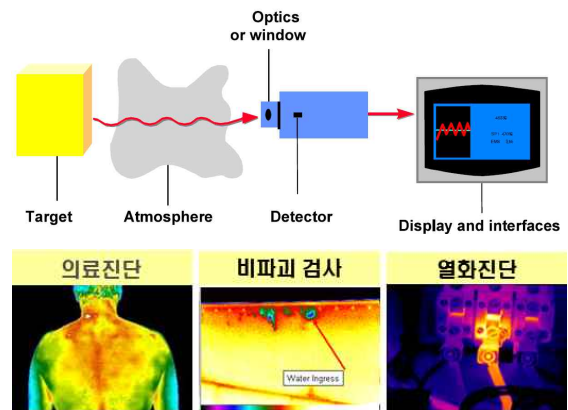 Optics
or window
Target
Atmosphere
Detector
Display and interfaces
의료진단
비파괴 검사
열화진단
Water Ingress